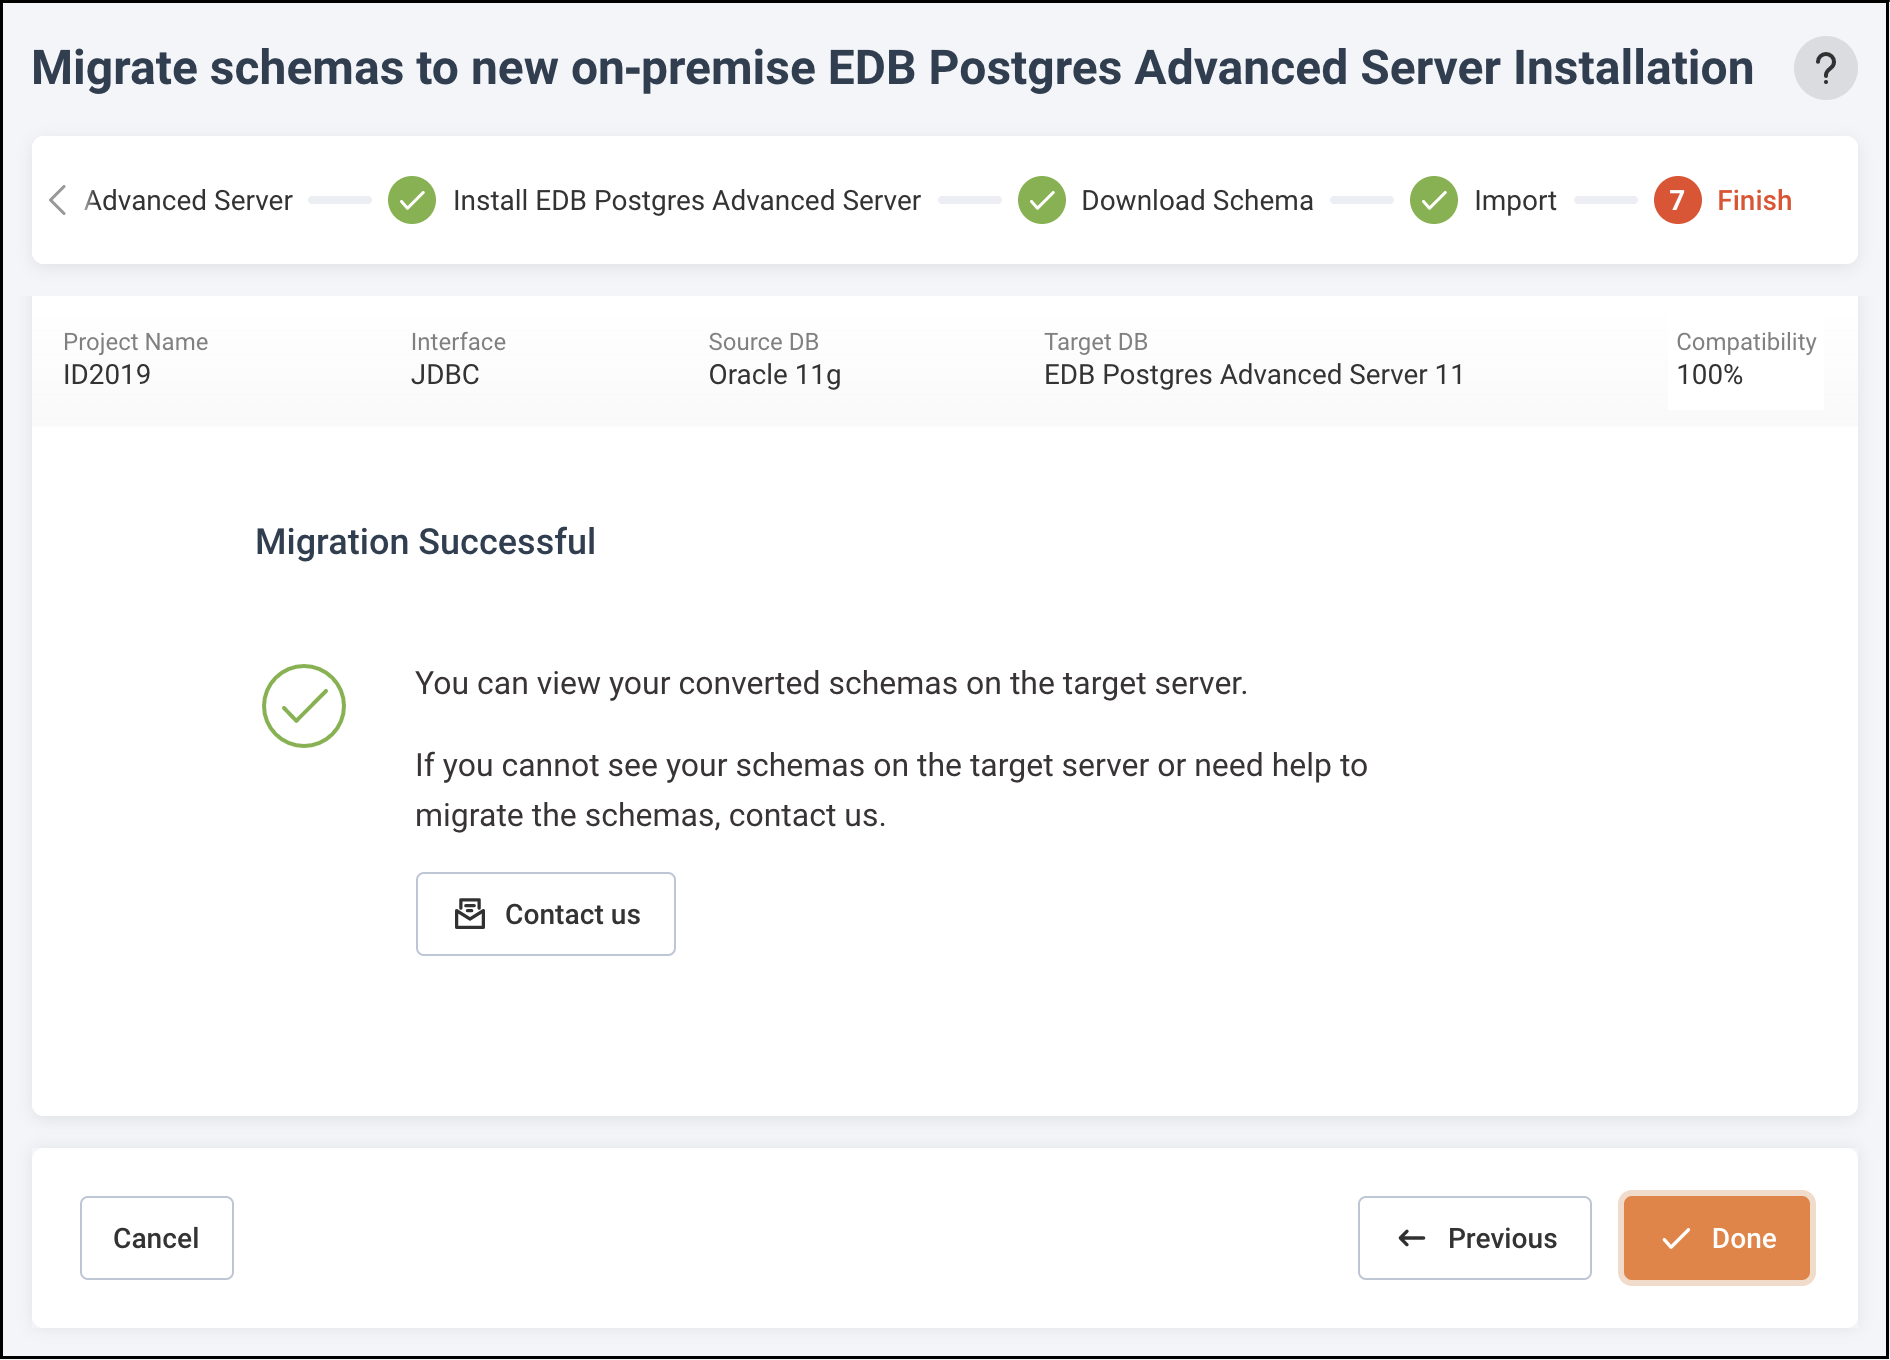 Migrate schemas to new on-premise EDB Postgres Advanced Server Installation ?
Advanced Server Install EDB Postgres Advanced Server Download Schema Import 7 Finish
Project Name Interface Source DB Target DB Compatibility
ID2019 JDBC Oracle 11g EDB Postgres Advanced Server 11 100%
Migration Successful
You can view your converted schemas on the target server.
If you cannot see your schemas on the target server or need help to
migrate the schemas, contact us.
Contact us
Cancel Previous Done